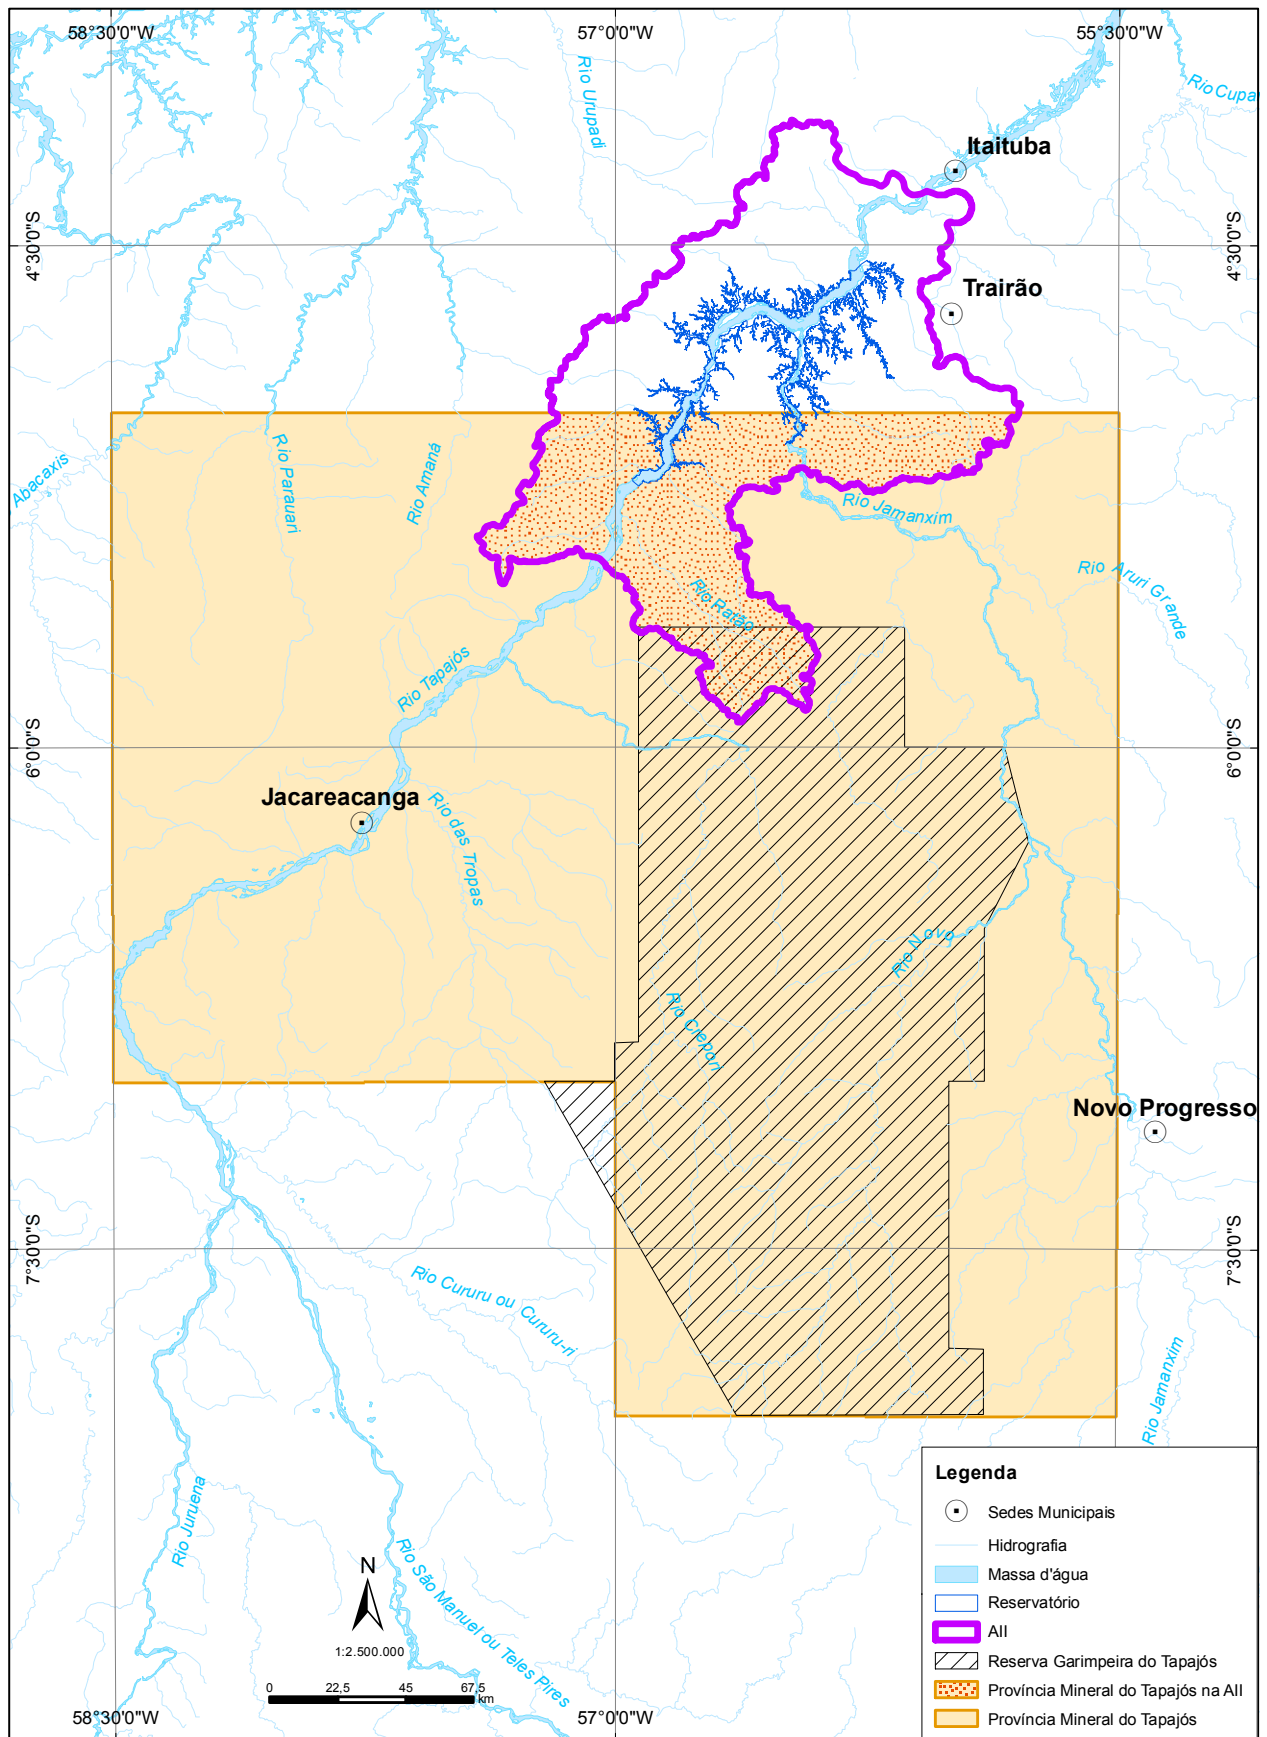 58°30'0"W
57°0'0"W
55°30'0"W
Rio Urupadi
Rio Cupa
Itaituba
4°30'0"S
4°30'0"S
Trairão
Rio Abacaxis
Rio Parauari
Rio Amaná
Rio Jamanxim
Rio Aruri Grande
Rio Ratão
Rio Tapajós
6°0'0"S
6°0'0"S
Jacareacanga
Rio das Tropas
Rio Novo
Rio Crepori
Novo Progresso
7°30'0"S
7°30'0"S
Rio Cururu ou Cururu-ri
Rio Jamanxim
Rio Juruena
Rio São Manuel ou Teles Pires
N
1:2.500.000
0 22,5 45 67,5
km
58°30'0"W
57°0'0"W
Legenda
Sedes Municipais
Hidrografia
Massa d'água
Reservatório
AII
Reserva Garimpeira do Tapajós
Província Mineral do Tapajós na AII
Província Mineral do Tapajós